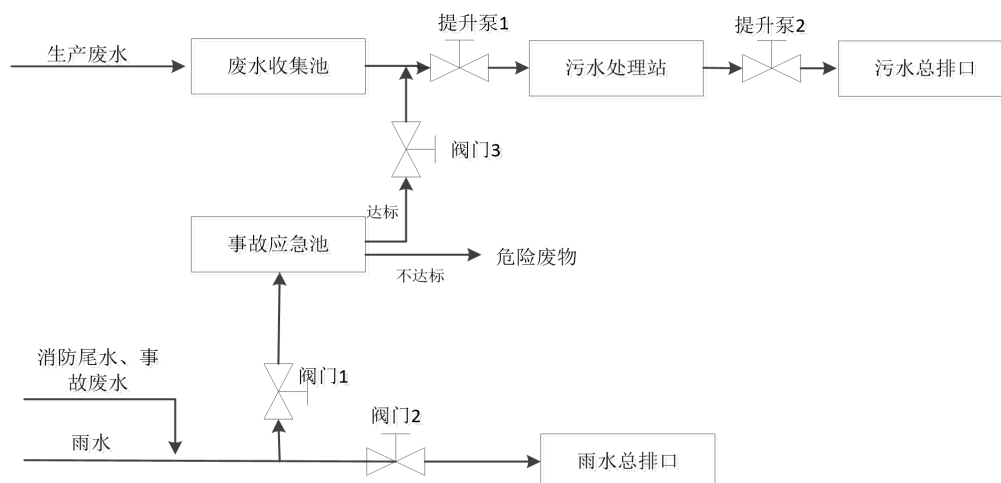 提升泵1
提升泵2
生产废水
废水收集池
污水处理站
污水总排口
阀门3
达标
事故应急池
不达标
危险废物
消防尾水、事
故废水
阀门1
阀门2
雨水
雨水总排口